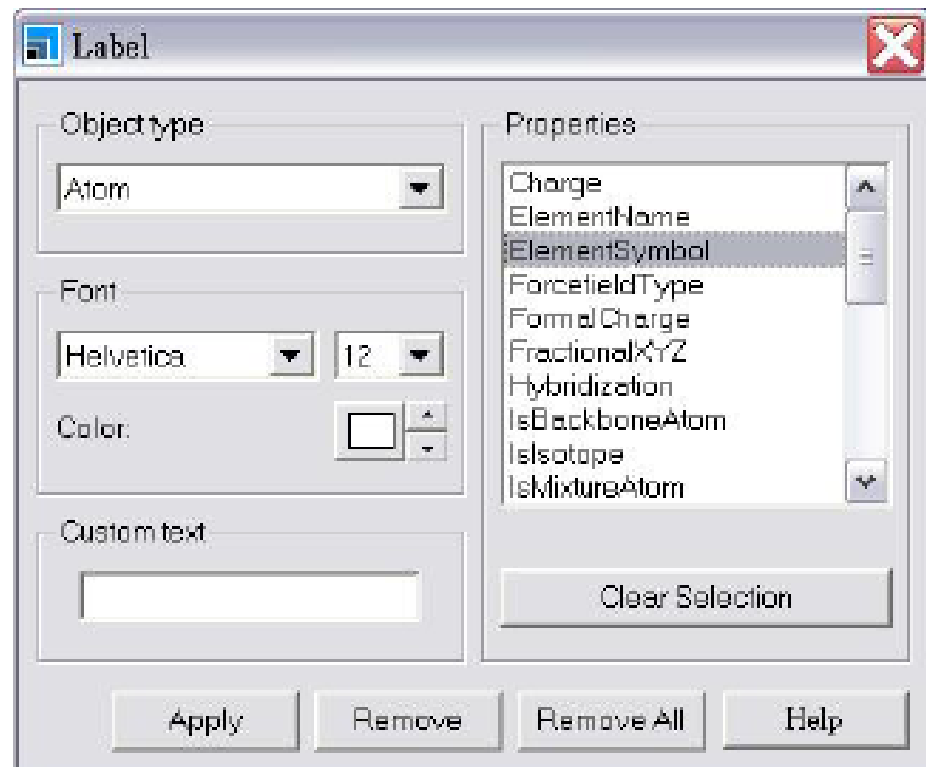 Label
Object type
Atom
Font
Helvetica
12
Color:
Custom text
Properties
Charge
ElementName
ElementSymbol
ForcefieldType
FormalCharge
FractionalXYZ
Hybridization
IsBackboneAtom
IsIsotope
IsMixtureAtom
Clear Selection
Apply
Remove
Remove All
Help